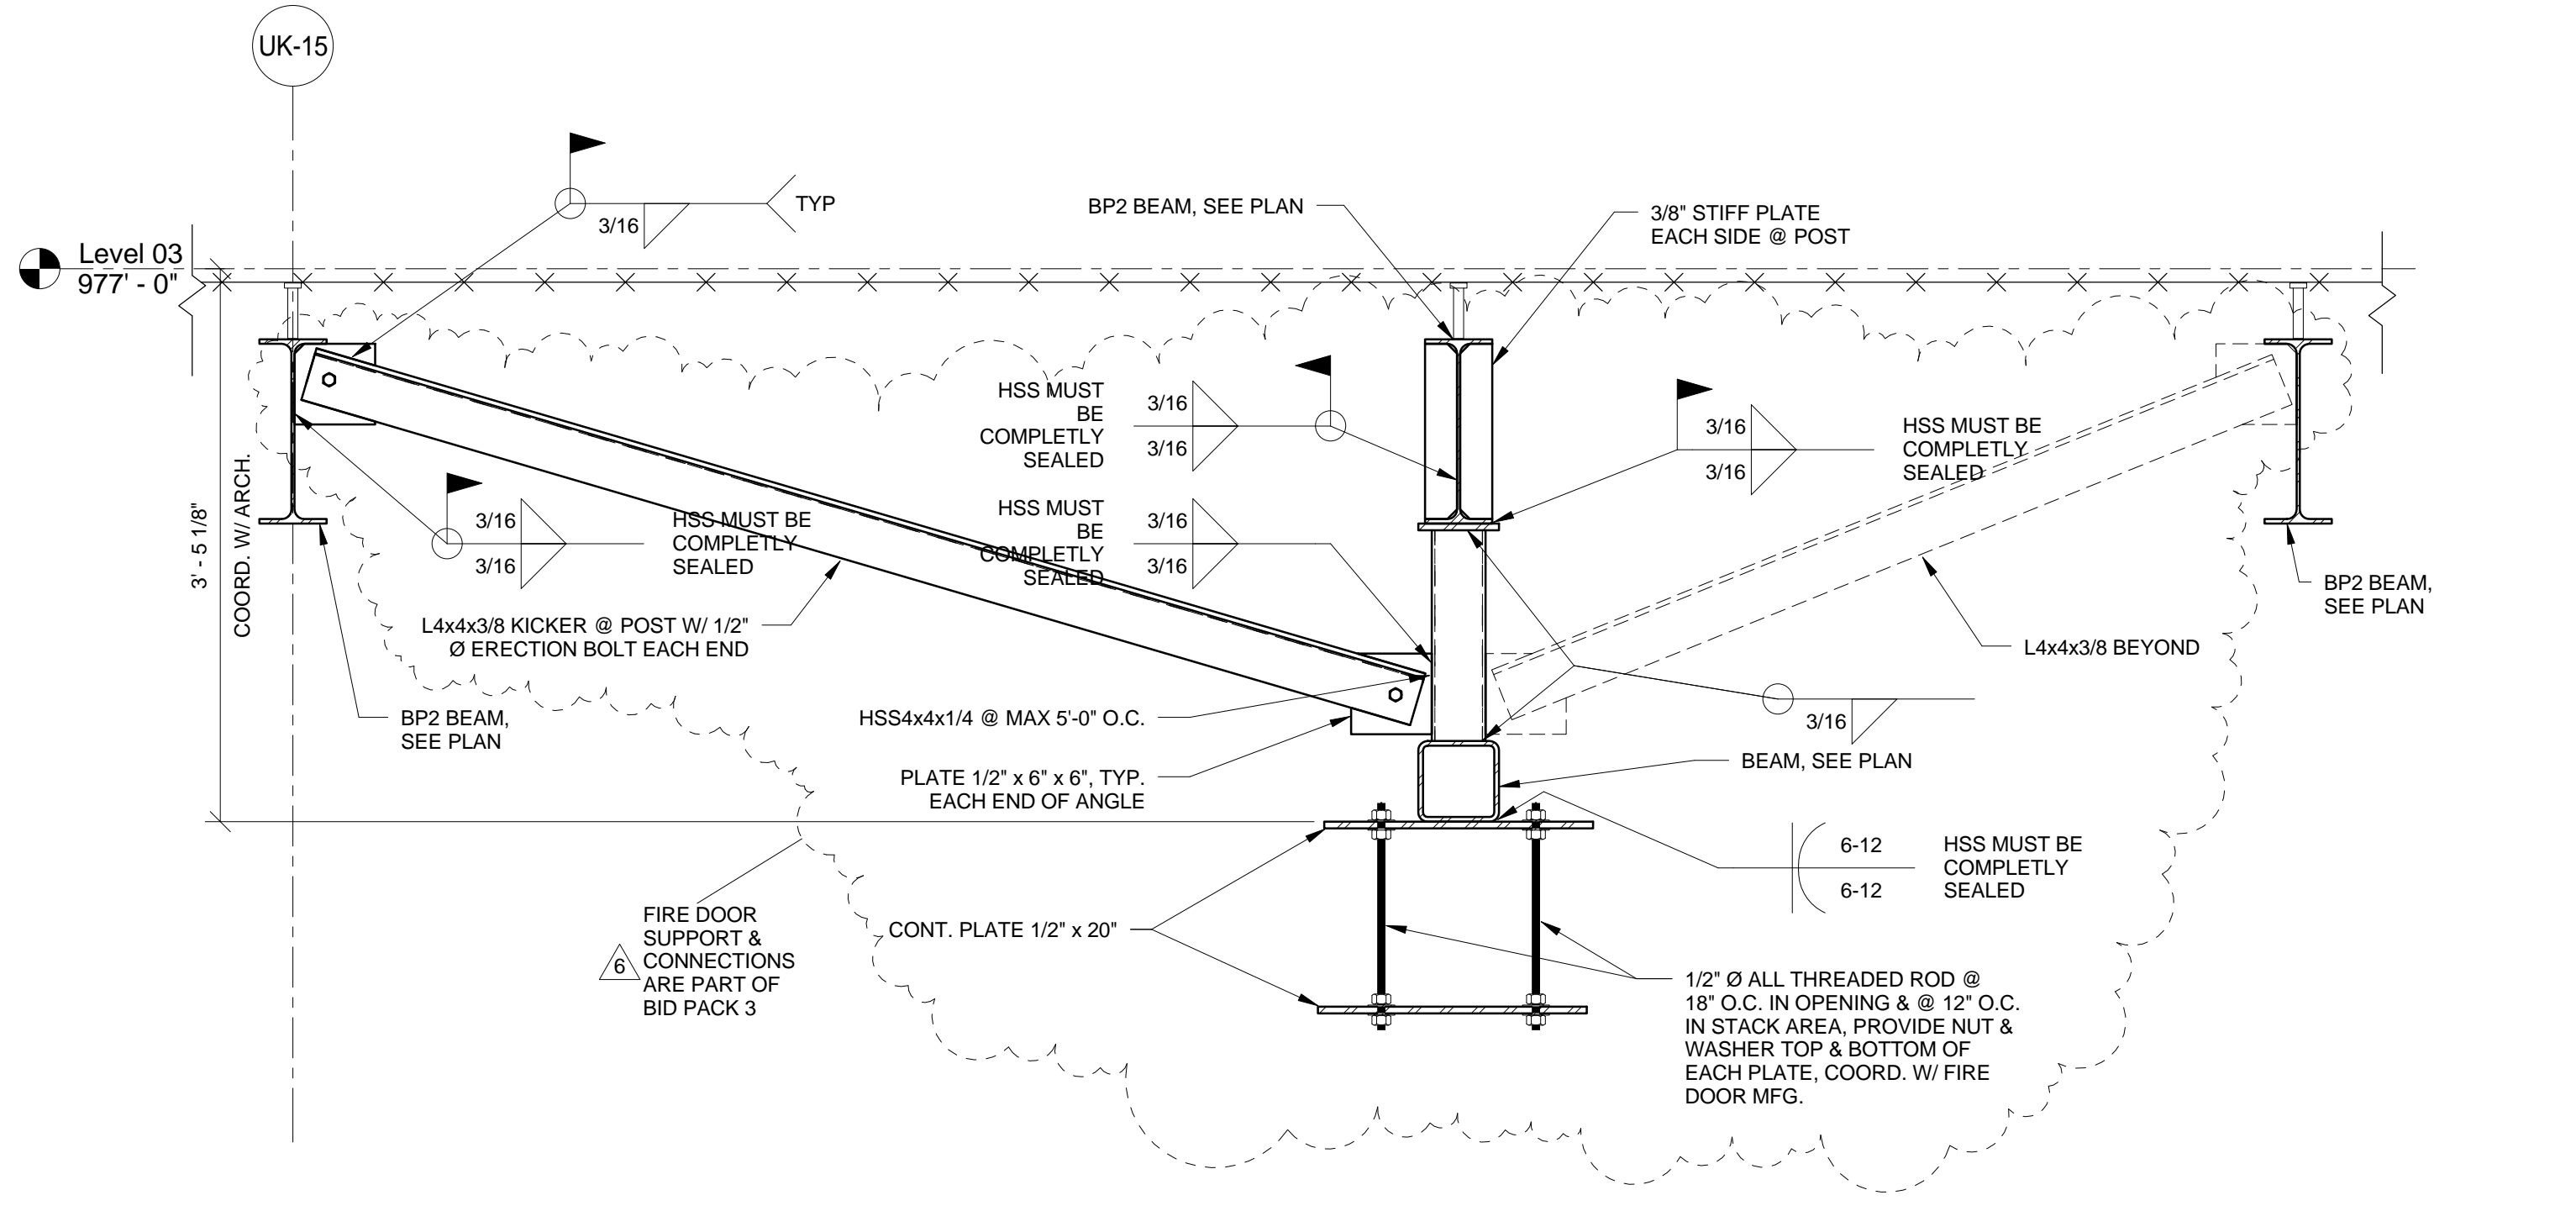 UK-15
Level 03
977' - 0"
3' - 5 1/8"
COORD. W/ ARCH.
3/16
TYP
BP2 BEAM, SEE PLAN
3/8" STIFF PLATE
EACH SIDE @ POST
HSS MUST
BE
COMPLETLY
SEALED
3/16
3/16
3/16
3/16
HSS MUST BE
COMPLETLY
SEALED
3/16
3/16
HSS MUST BE
COMPLETLY
SEALED
HSS MUST
BE
COMPLETLY
SEALED
3/16
3/16
L4x4x3/8 KICKER @ POST W/ 1/2"
Ø ERECTION BOLT EACH END
BP2 BEAM,
SEE PLAN
BP2 BEAM,
SEE PLAN
L4x4x3/8 BEYOND
HSS4x4x1/4 @ MAX 5'-0" O.C.
3/16
PLATE 1/2" x 6" x 6", TYP.
EACH END OF ANGLE
BEAM, SEE PLAN
6-12
6-12
HSS MUST BE
COMPLETLY
SEALED
6
FIRE DOOR
SUPPORT &
CONNECTIONS
ARE PART OF
BID PACK 3
CONT. PLATE 1/2" x 20"
1/2" Ø ALL THREADED ROD @
18" O.C. IN OPENING & @ 12" O.C.
IN STACK AREA, PROVIDE NUT &
WASHER TOP & BOTTOM OF
EACH PLATE, COORD. W/ FIRE
DOOR MFG.